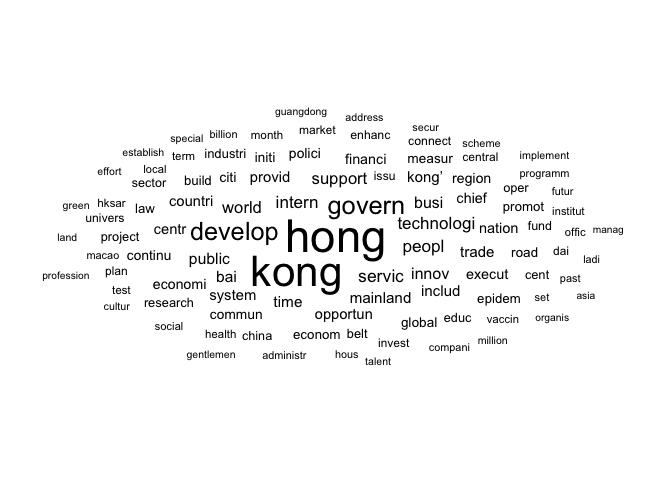 guangdong address
special billion month market enhanc secur
connect scheme
establish term industri initi polici financi measur central implement
effort local sector build citi provid support issu kong’ region programm
oper futur
green hksar law countri world intern govern busi chief promot institut
univers
land project centr develop hong technologi nation fund offic manag
macao continu public peopl trade road dai ladi
profession plan economi bai kong servic innov execut cent past
test system time mainland includ epidem set asia
cultur research commun opportun global educ vaccin organis
social health china econom belt invest compani million
gentlemen administr hous talent